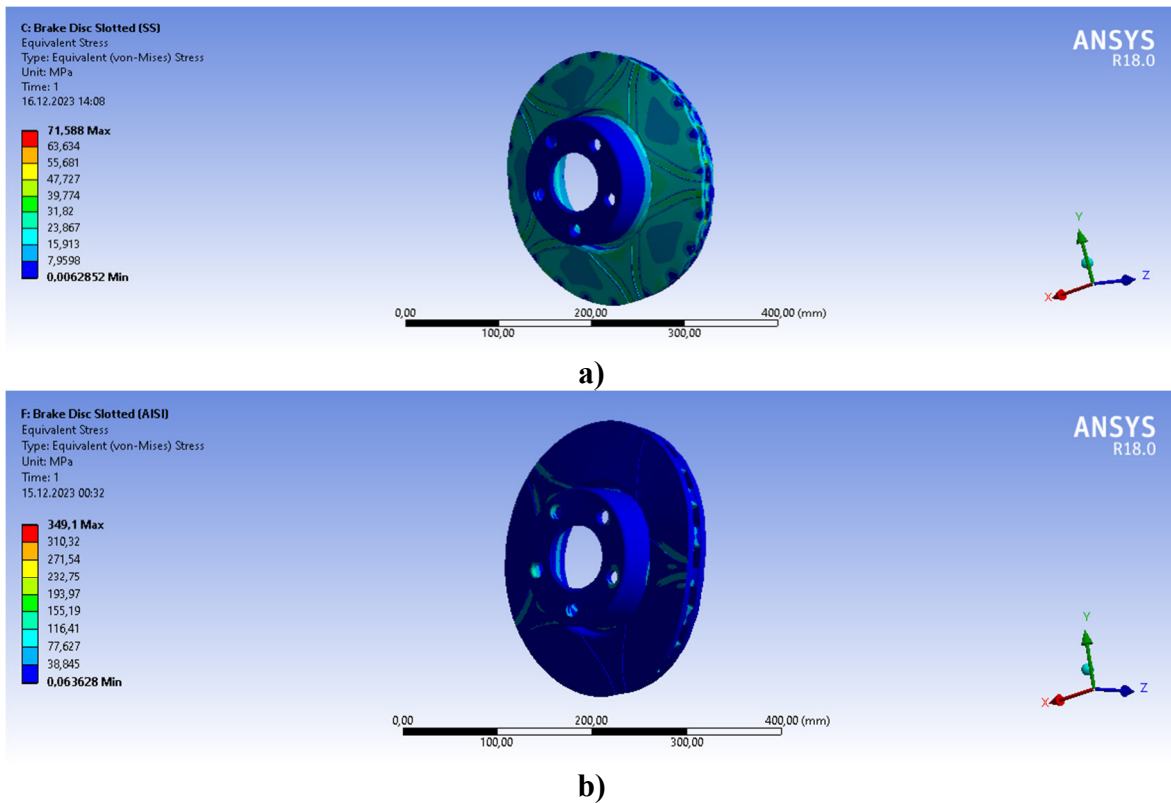 C: Brake Disc Slotted (SS)
Equivalent Stress
Type: Equivalent (von-Mises) Stress
Unit: MPa
Time: 1
16.12.2023 14:08
71,588 Max
63,634
55,681
47,727
39,774
31,82
23,867
15,913
7,9598
0,0062852 Min
ANSYS
R18.0
Y
Z
X
0,00 200,00 400,00 (mm)
100,00 300,00
a)
F: Brake Disc Slotted (AISI)
Equivalent Stress
Type: Equivalent (von-Mises) Stress
Unit: MPa
Time: 1
15.12.2023 00:32
349,1 Max
310,32
271,54
232,75
193,97
155,19
116,41
77,627
38,845
0,063628 Min
ANSYS
R18.0
Y
Z
X
0,00 200,00 400,00 (mm)
100,00 300,00
b)